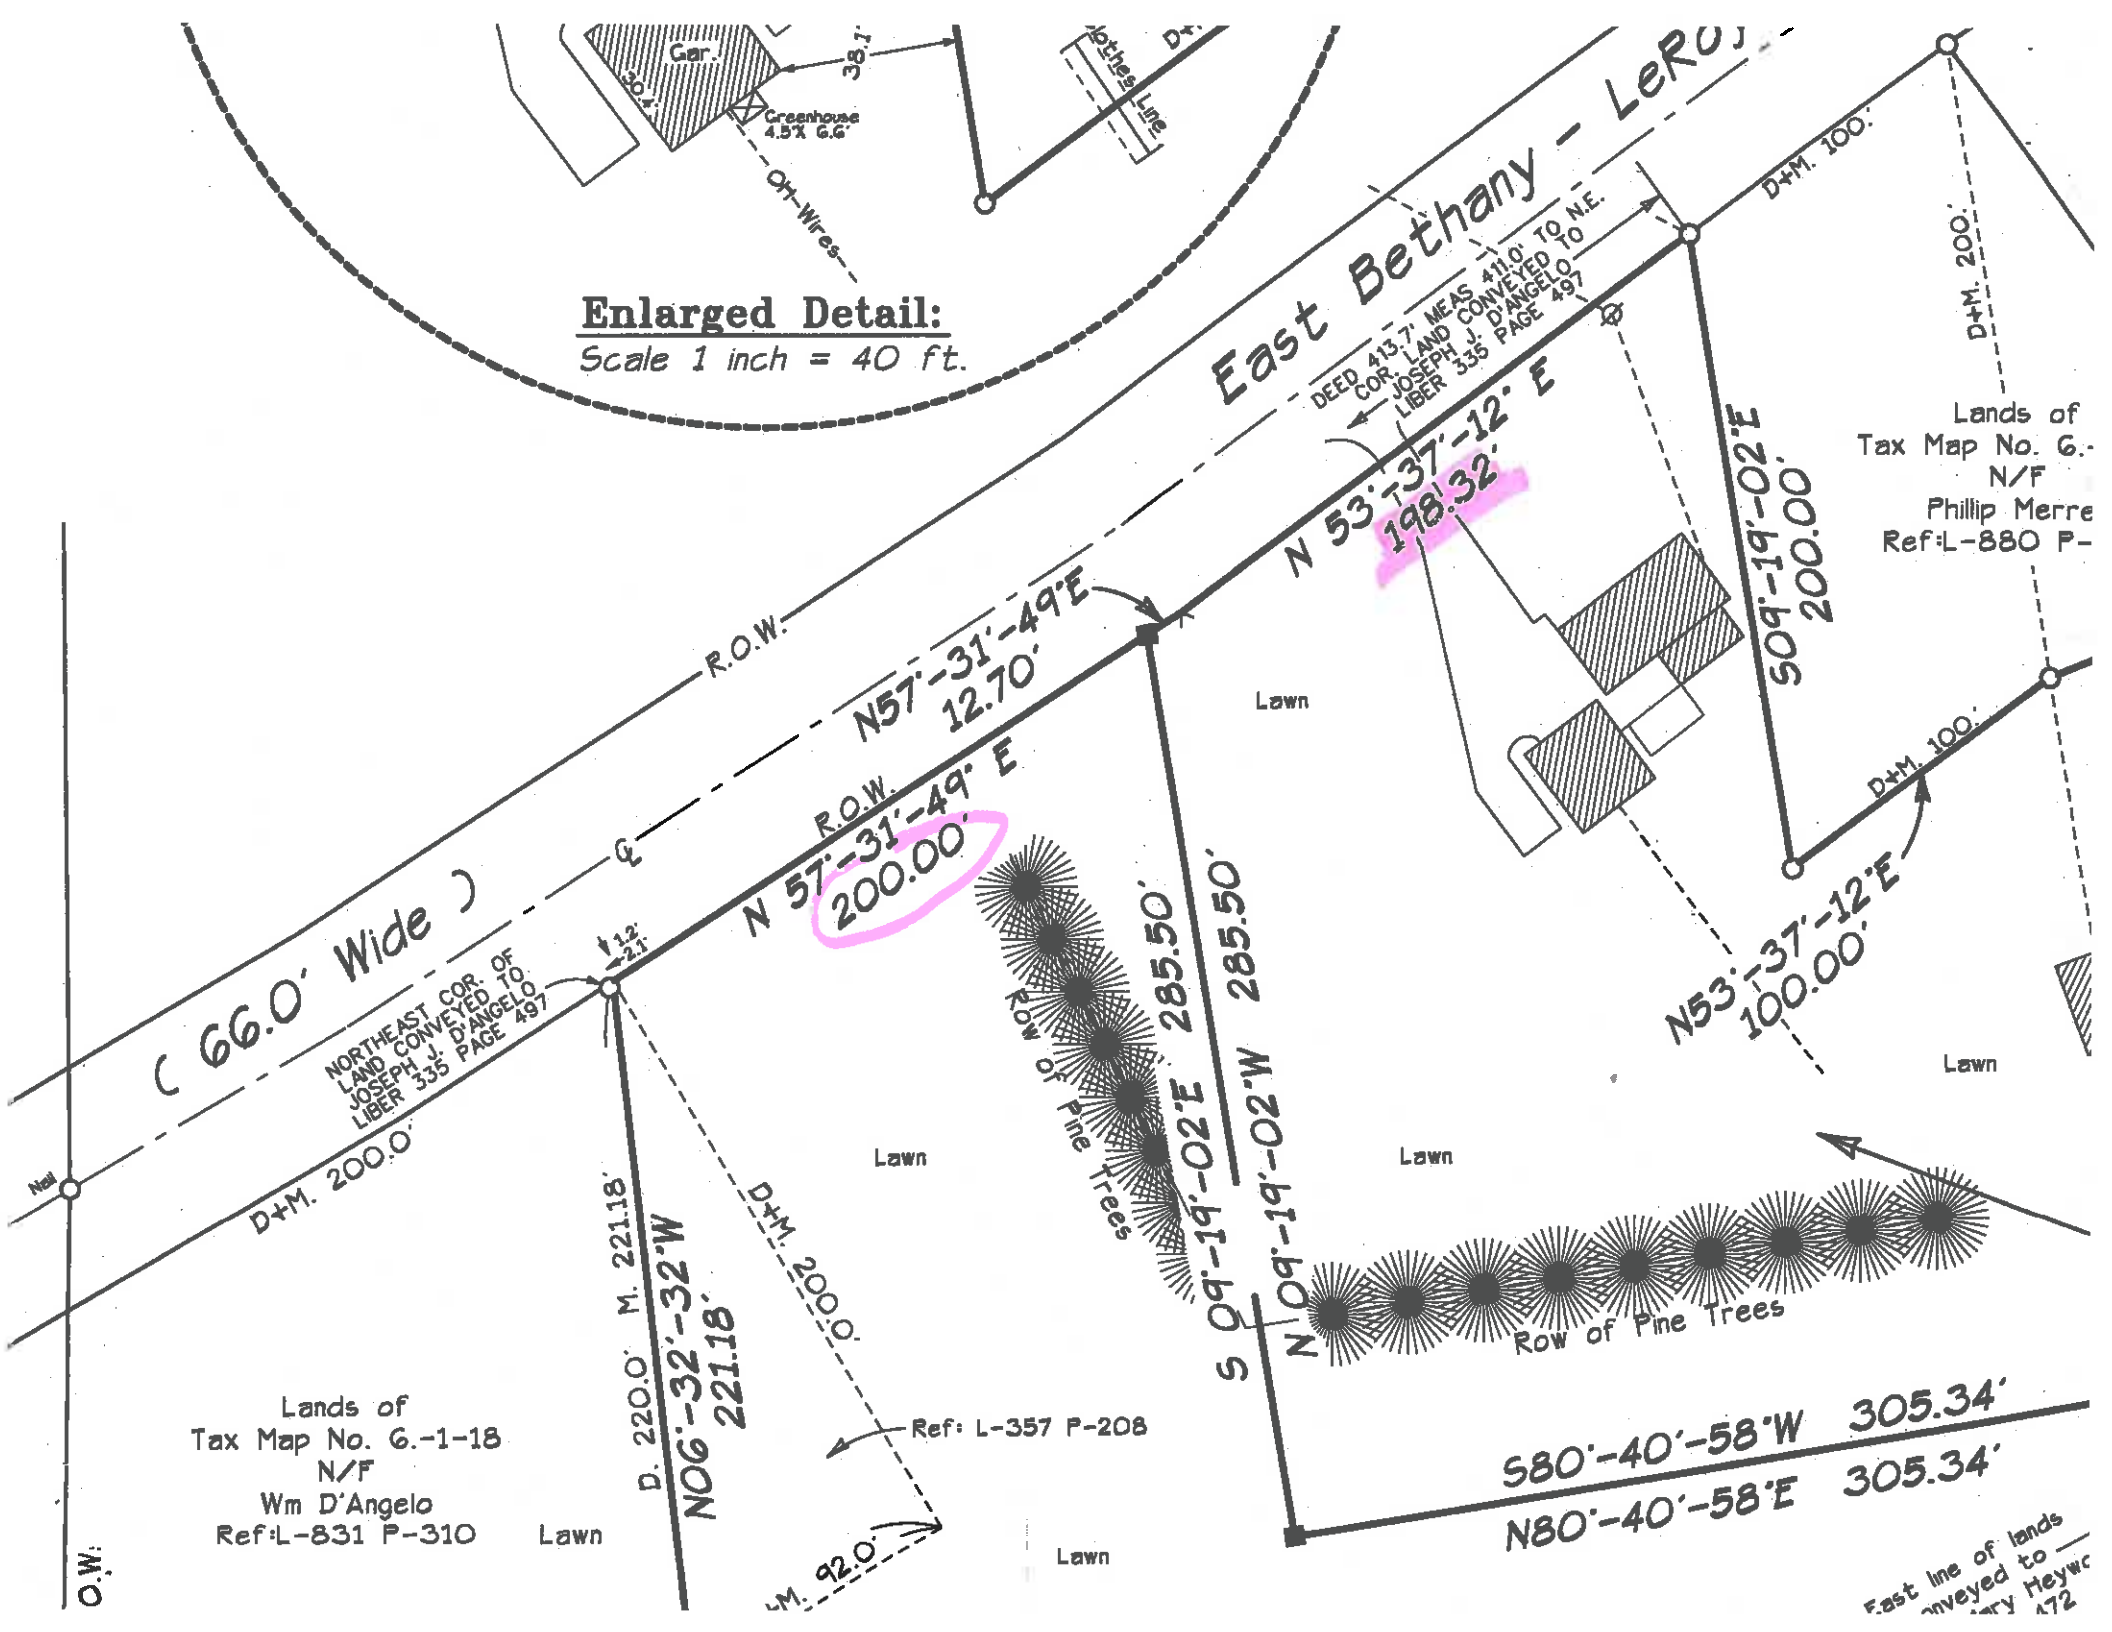 Gar.
30.4'
38.1'
Greenhouse
4.5'X 6.6'
OH-Wires
Clothes Line
D+
Enlarged Detail:
Scale 1 inch = 40 ft.
East Bethany - LeROY
( 66.0' Wide )
R.O.W.
R.O.W.
℄
D+M. 100.'
D+M. 200.'
DEED 413.7' MEAS 411.0' TO N.E.
COR. LAND CONVEYED TO
JOSEPH J. D'ANGELO
LIBER 335 PAGE 497
N 53°-37'-12" E
198.32'
S09°-19'-02"E
200.00'
Lands of
Tax Map No. 6.-
N/F
Phillip Merre
Ref:L-880 P-
N57°-31'-49"E
12.70'
N 57°-31'-49" E
200.00'
Lawn
D+M. 100.'
N53°-37'-12"E
100.00'
Lawn
1.2'
2.1'
NORTHEAST COR. OF
LAND CONVEYED TO
JOSEPH J. D'ANGELO
LIBER 335 PAGE 497
Nail
D+M. 200.0'
Row of Pine Trees
S 09°-19'-02"E 285.50'
N 09°-19'-02"W 285.50'
Lawn
Lawn
Row of Pine Trees
D. 220.0' M. 221.18'
N06°-32'-32"W
221.18'
D+M. 200.0'
Ref: L-357 P-208
Lands of
Tax Map No. 6.-1-18
N/F
Wm D'Angelo
Ref:L-831 P-310
Lawn
O.W.
M. 92.0'
Lawn
S80°-40'-58"W 305.34'
N80°-40'-58"E 305.34'
East line of lands
onveyed to
ry Heywo
472